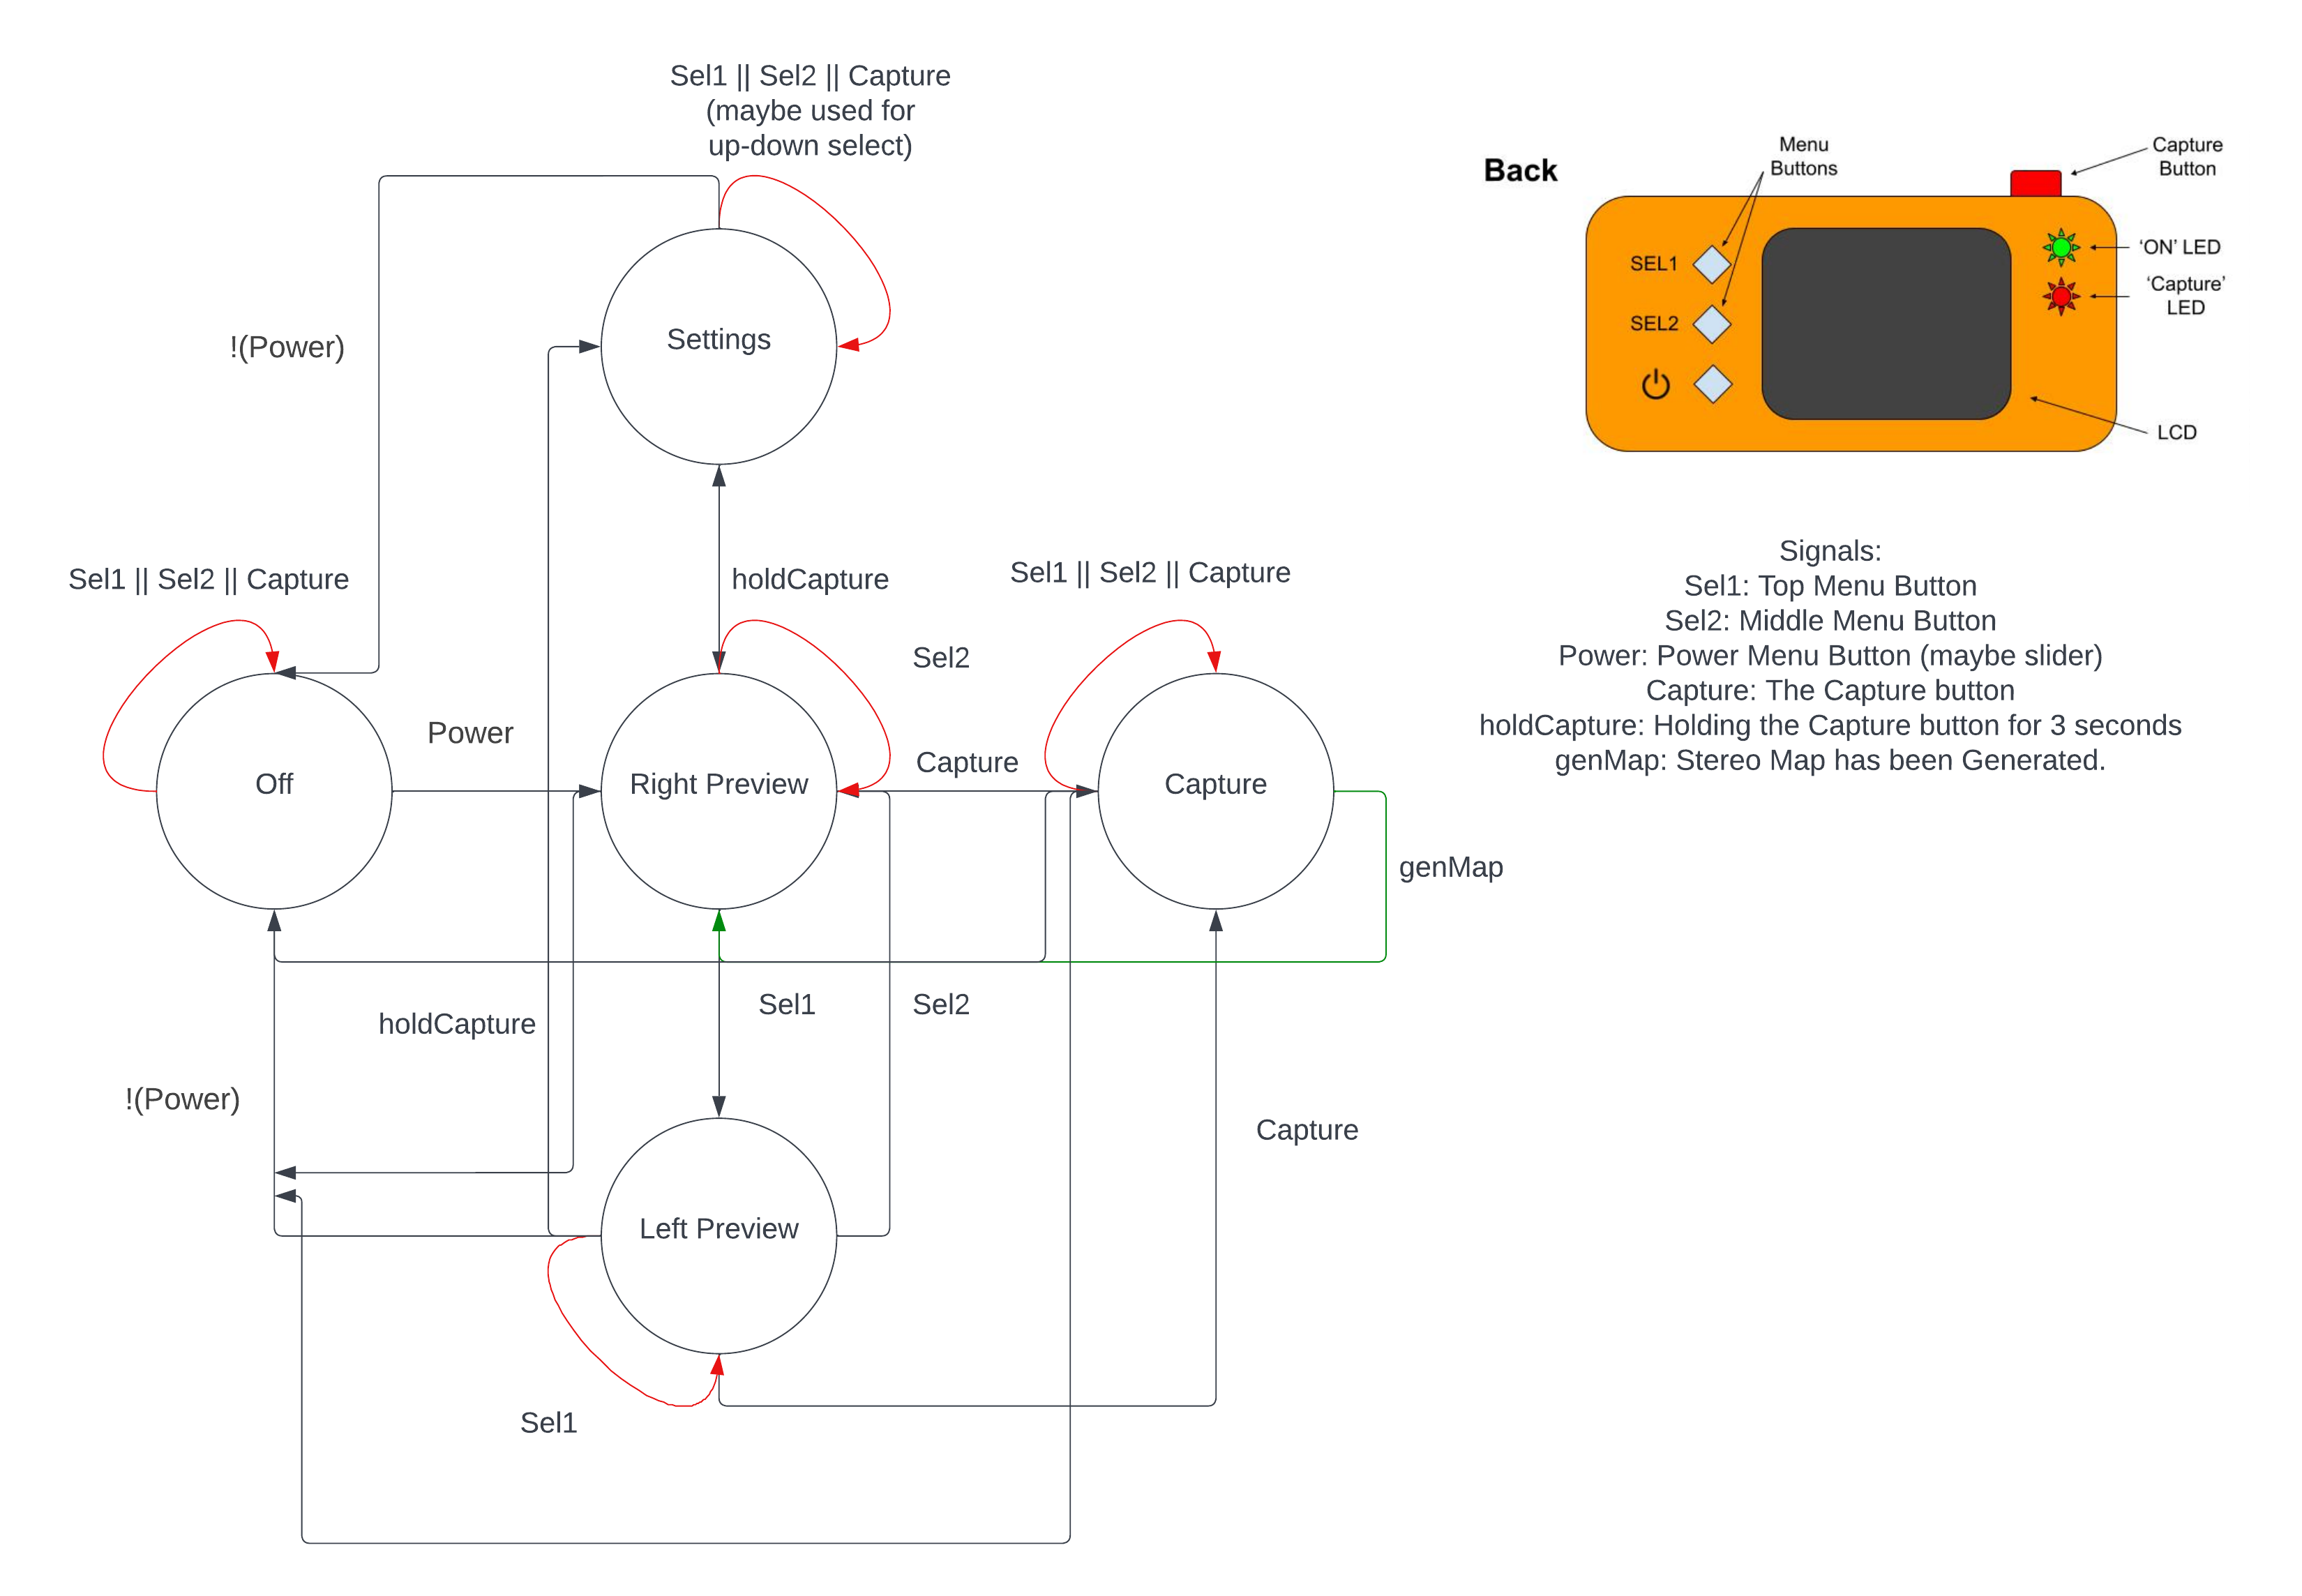 Sel1 || Sel2 || Capture
(maybe used for
up-down select)
Back
Menu
Buttons
Capture
Button
SEL1
SEL2
‘ON’ LED
‘Capture’
LED
LCD
!(Power)
Settings
Sel1 || Sel2 || Capture
holdCapture
Sel1 || Sel2 || Capture
Sel2
Power
Capture
Off
Right Preview
Capture
genMap
Signals:
Sel1: Top Menu Button
Sel2: Middle Menu Button
Power: Power Menu Button (maybe slider)
Capture: The Capture button
holdCapture: Holding the Capture button for 3 seconds
genMap: Stereo Map has been Generated.
holdCapture
Sel1
Sel2
!(Power)
Capture
Left Preview
Sel1